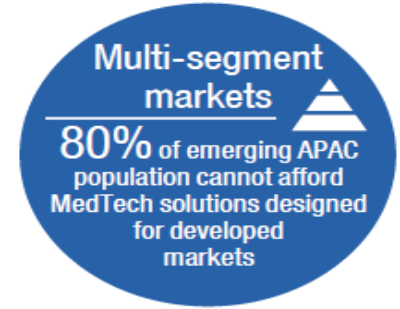 Multi-segment
markets
80% of emerging APAC
population cannot afford
MedTech solutions designed
for developed
markets